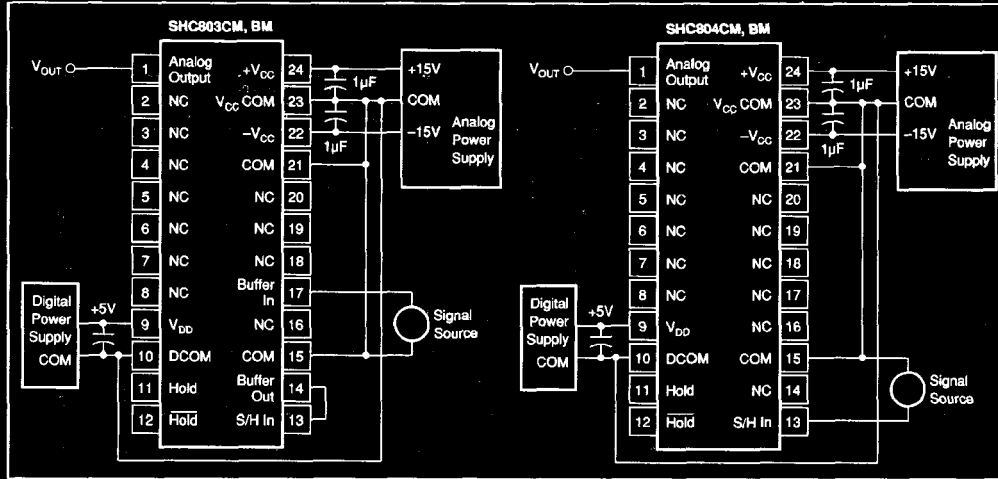 SHC803CM, BM
VOUT
1 Analog Output
2 NC
3 NC
4 NC
5 NC
6 NC
7 NC
8 NC
9 VDD
10 DCOM
11 Hold
12 Hold
+VCC 24
VCC COM 23
–VCC 22
COM 21
NC 20
NC 19
NC 18
Buffer In 17
NC 16
COM 15
Buffer Out 14
S/H In 13
1µF
1µF
+15V
COM
–15V
Analog
Power
Supply
Signal
Source
Digital
Power
Supply
COM
+5V
SHC804CM, BM
VOUT
1 Analog Output
2 NC
3 NC
4 NC
5 NC
6 NC
7 NC
8 NC
9 VDD
10 DCOM
11 Hold
12 Hold
+VCC 24
VCC COM 23
–VCC 22
COM 21
NC 20
NC 19
NC 18
NC 17
NC 16
COM 15
NC 14
S/H In 13
1µF
1µF
+15V
COM
–15V
Analog
Power
Supply
Signal
Source
Digital
Power
Supply
COM
+5V